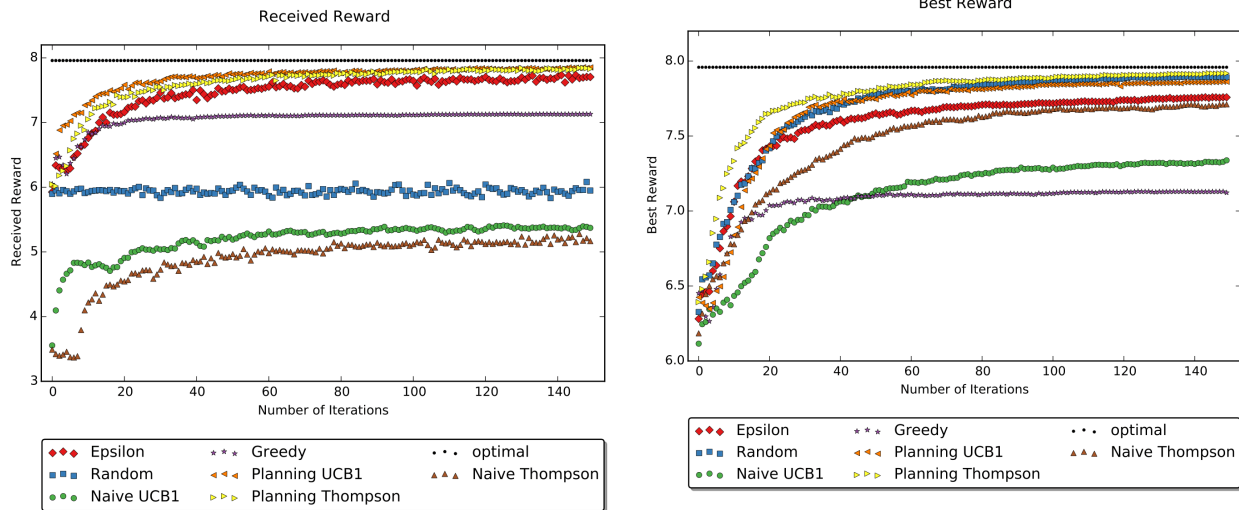 Received Reward
8
7
6
5
4
3
Received Reward
0 20 40 60 80 100 120 140
Number of Iterations
Epsilon Greedy optimal
Random Planning UCB1 Naive Thompson
Naive UCB1 Planning Thompson
Best Reward
8.0
7.5
7.0
6.5
6.0
Best Reward
0 20 40 60 80 100 120 140
Number of Iterations
Epsilon Greedy optimal
Random Planning UCB1 Naive Thompson
Naive UCB1 Planning Thompson